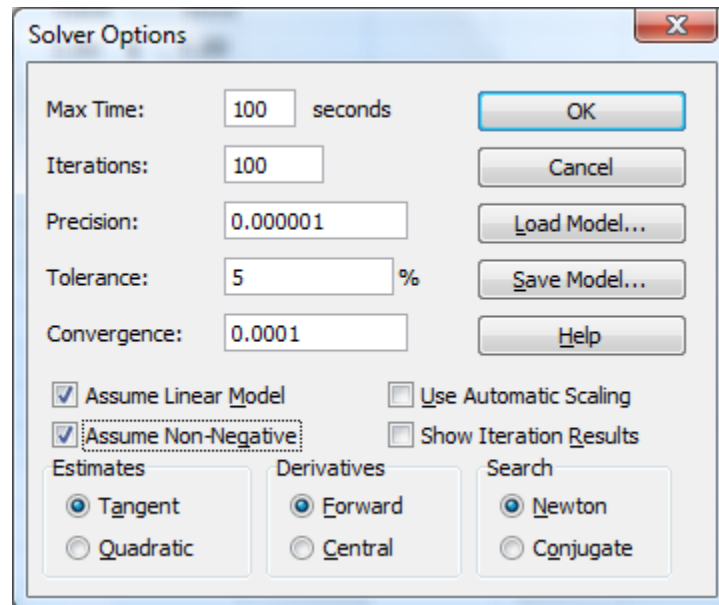 Solver Options
Max Time: 100 seconds OK
Iterations: 100 Cancel
Precision: 0.000001 Load Model...
Tolerance: 5 % Save Model...
Convergence: 0.0001 Help
Assume Linear Model Use Automatic Scaling
Assume Non-Negative Show Iteration Results
Estimates Derivatives Search
Tangent Forward Newton
Quadratic Central Conjugate